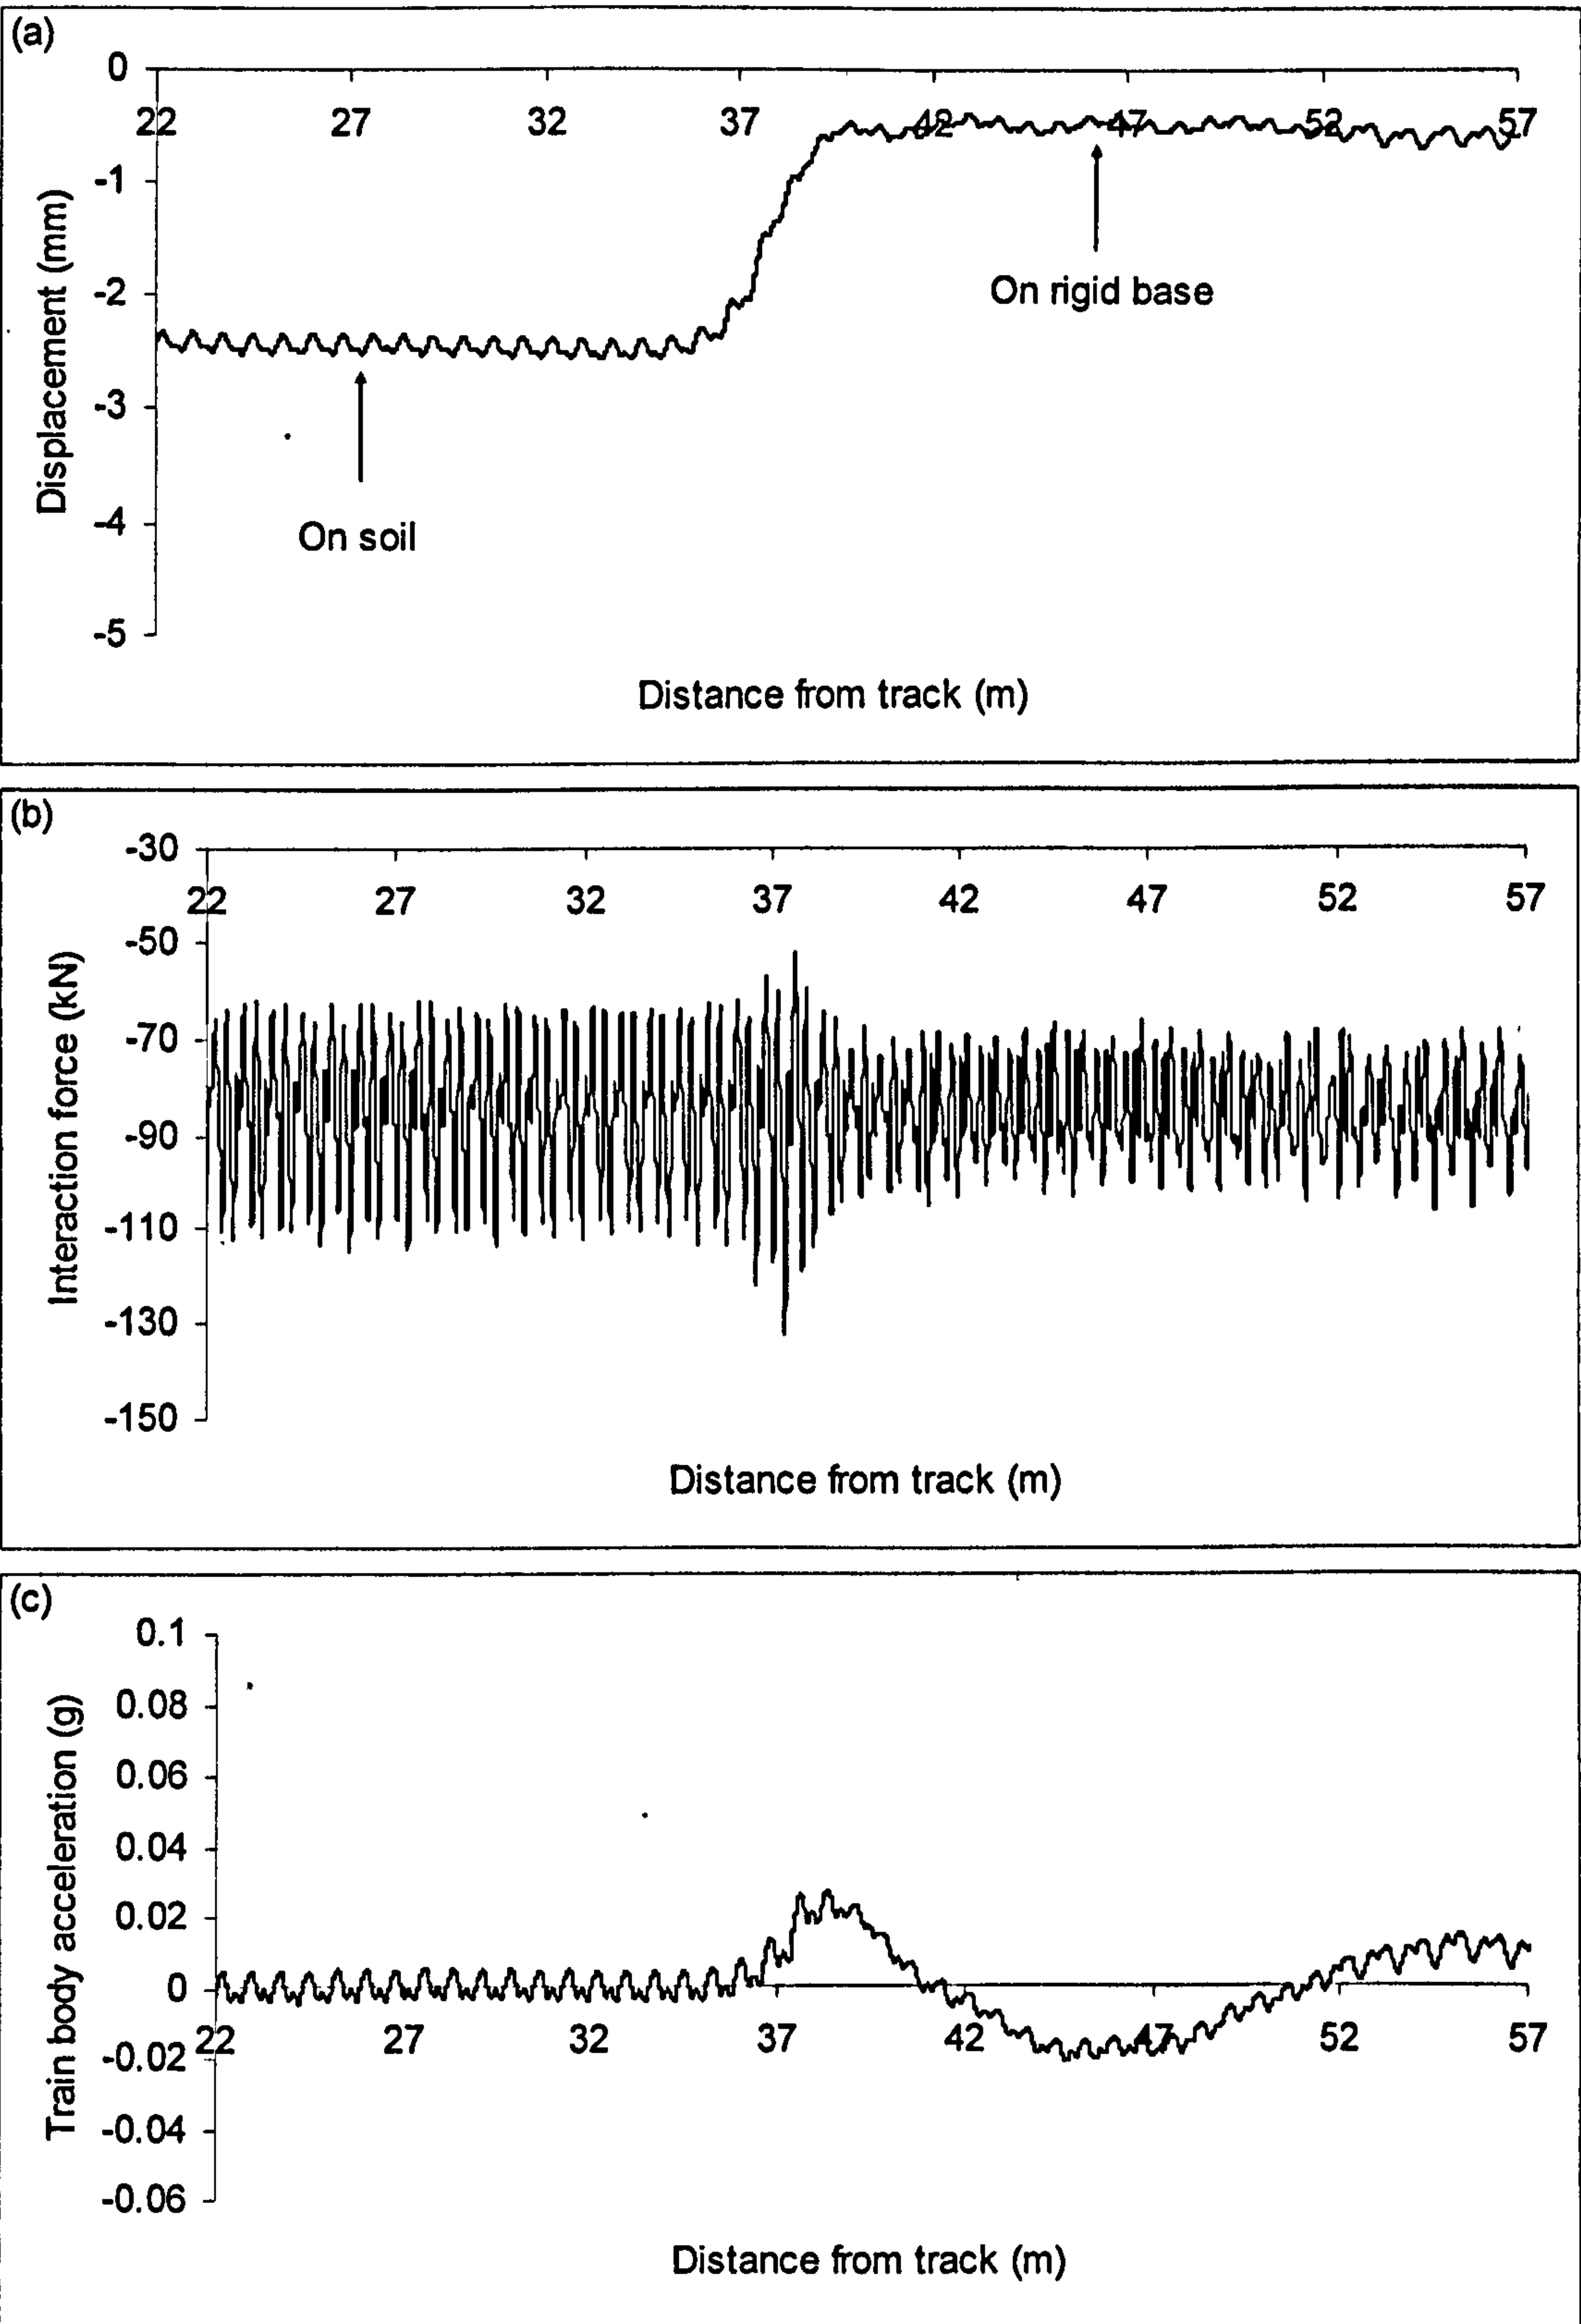 (a)
0
22 27 32 37 42 47 52 57
-1
-2
-3
-4
-5
Displacement (mm)
On rigid base
On soil
Distance from track (m)
(b)
-30
22 27 32 37 42 47 52 57
-50
-70
-90
-110
-130
-150
Interaction force (kN)
Distance from track (m)
(c)
0.1
0.08
0.06
0.04
0.02
0
22 27 32 37 42 47 52 57
-0.02
-0.04
-0.06
Train body acceleration (g)
Distance from track (m)